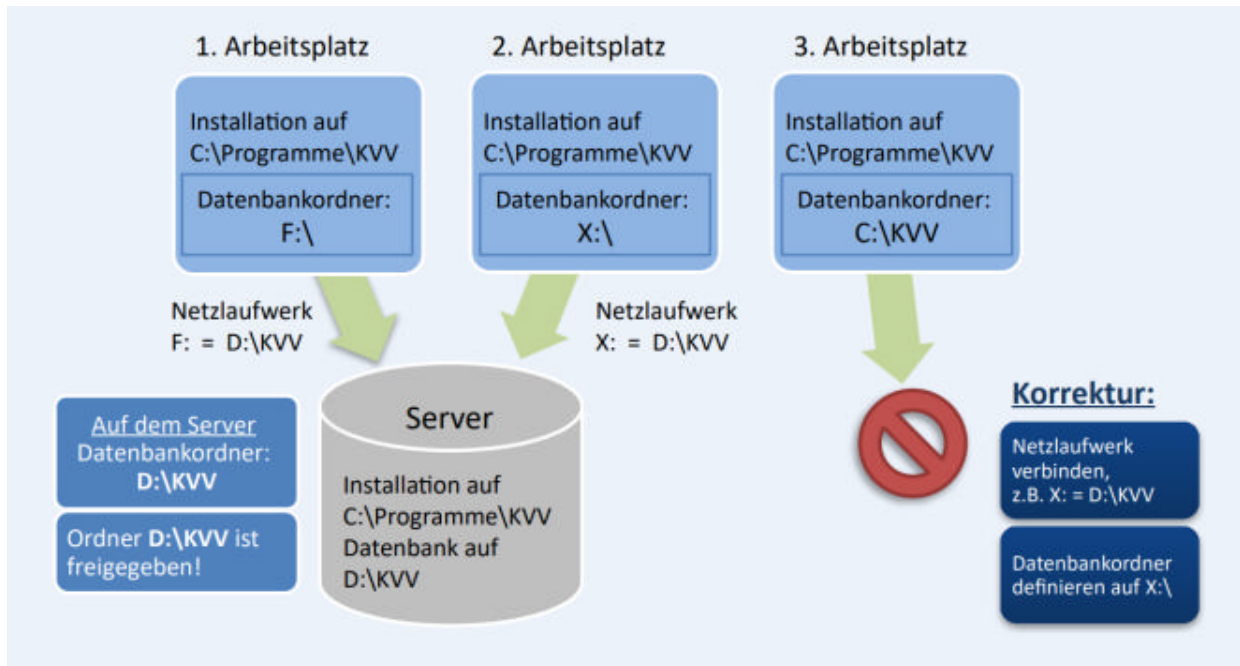 1. Arbeitsplatz
2. Arbeitsplatz
3. Arbeitsplatz
Installation auf
C:\Programme\KVV
Datenbankordner:
F:\
Installation auf
C:\Programme\KVV
Datenbankordner:
X:\
Installation auf
C:\Programme\KVV
Datenbankordner:
C:\KVV
Netzlaufwerk
F: = D:\KVV
Netzlaufwerk
X: = D:\KVV
Auf dem Server
Datenbankordner:
D:\KVV
Ordner D:\KVV ist
freigegeben!
Server
Installation auf
C:\Programme\KVV
Datenbank auf
D:\KVV
Korrektur:
Netzlaufwerk
verbinden,
z.B. X: = D:\KVV
Datenbankordner
definieren auf X:\